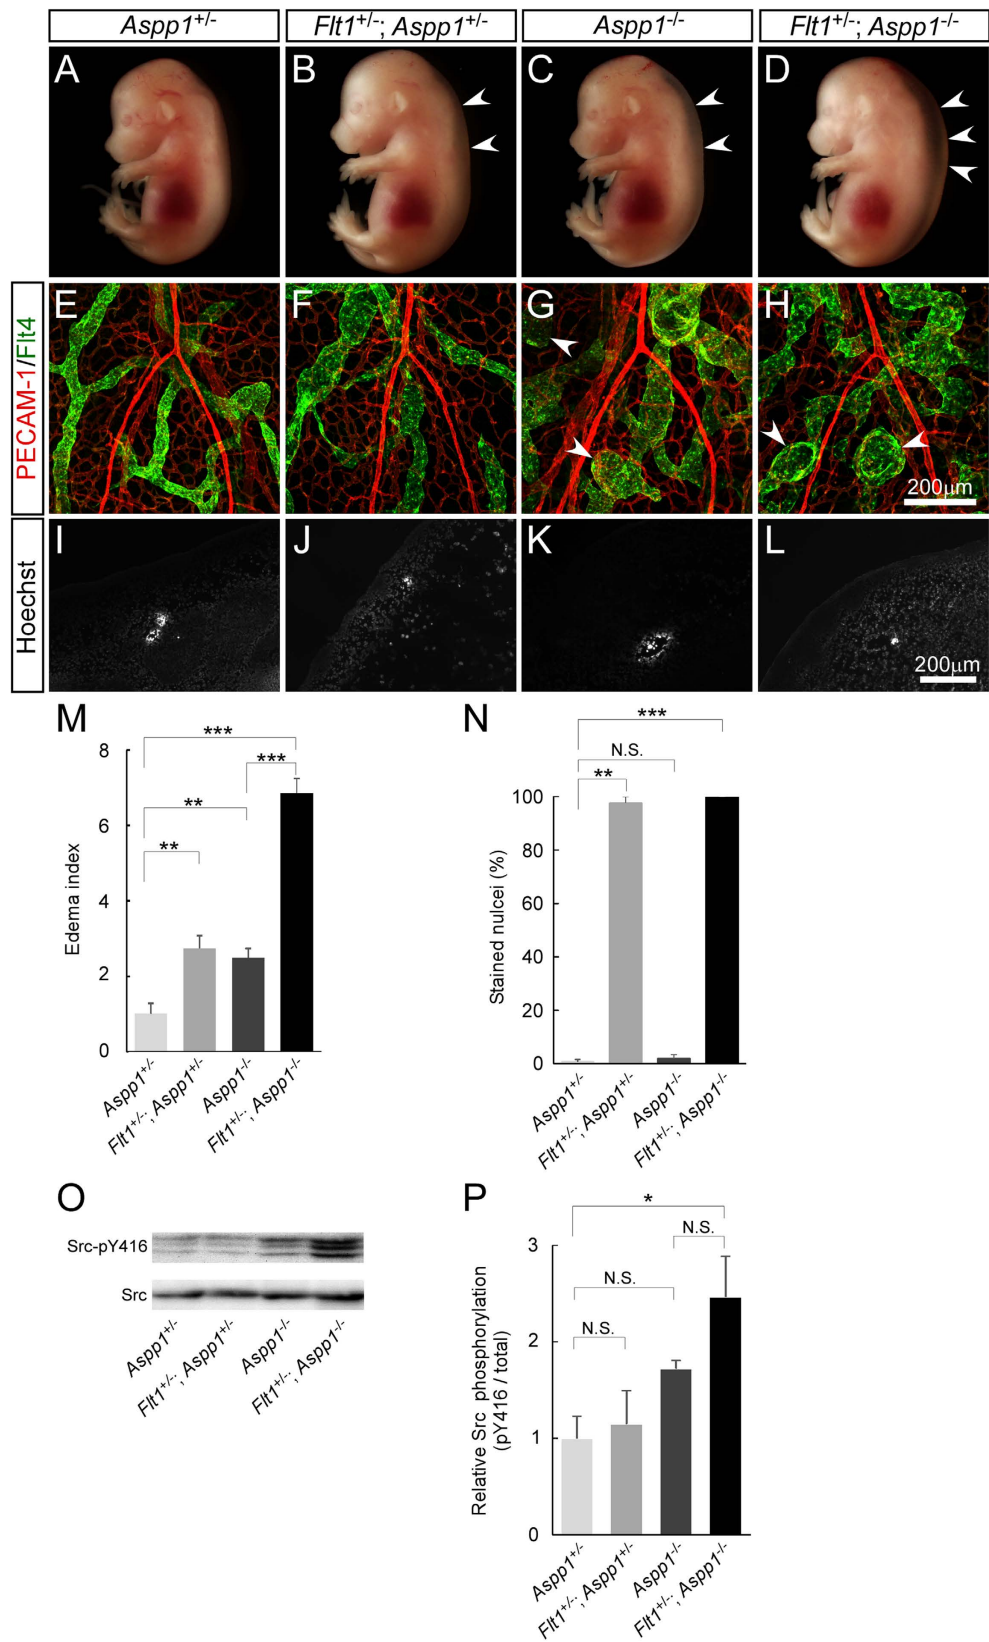 Aspp1+/-
Flt1+/-; Aspp1+/-
Aspp1-/-
Flt1+/-; Aspp1-/-
A
B
C
D
PECAM-1/Flt4
E
F
G
H
200μm
Hoechst
I
J
K
L
200μm
M
Edema index
8
6
4
2
0
***
***
**
**
Aspp1+/-
Flt1+/-; Aspp1+/-
Aspp1-/-
Flt1+/-; Aspp1-/-
N
Stained nulcei (%)
100
80
60
40
20
0
***
N.S.
**
Aspp1+/-
Flt1+/-; Aspp1+/-
Aspp1-/-
Flt1+/-; Aspp1-/-
O
Src-pY416
Src
Aspp1+/-
Flt1+/-; Aspp1+/-
Aspp1-/-
Flt1+/-; Aspp1-/-
P
Relative Src phosphorylation
(pY416 / total)
3
2
1
0
*
N.S.
N.S.
N.S.
Aspp1+/-
Flt1+/-; Aspp1+/-
Aspp1-/-
Flt1+/-; Aspp1-/-